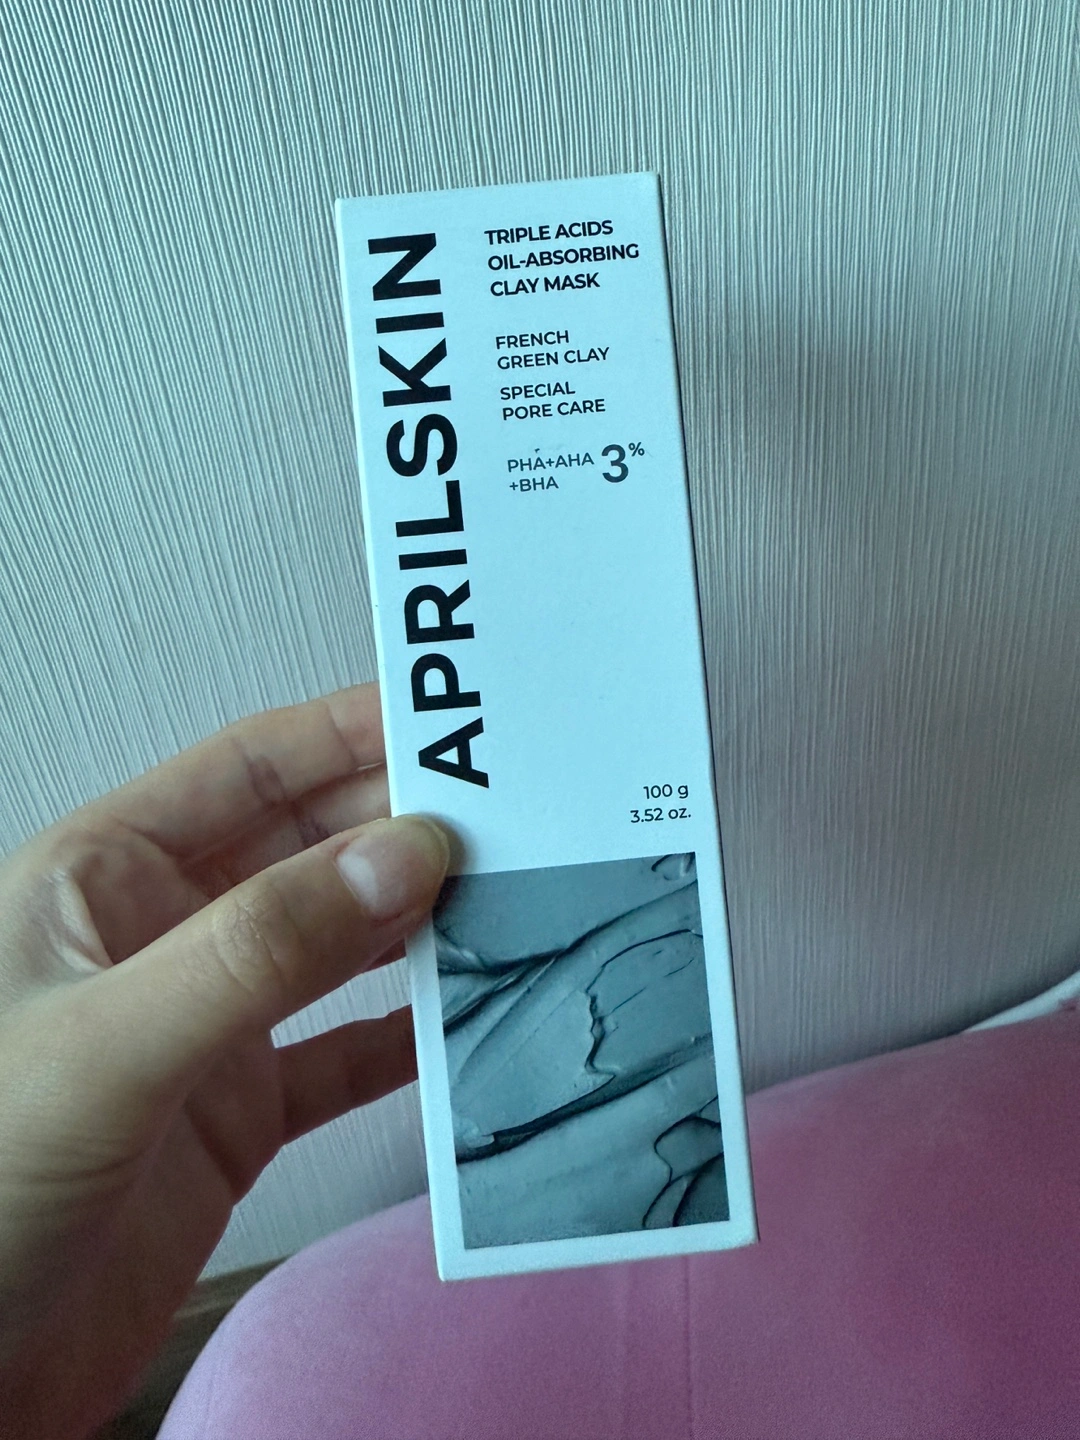 APRILSKIN
TRIPLE ACIDS
OIL-ABSORBING
CLAY MASK
FRENCH
GREEN CLAY
SPECIAL
PORE CARE
PHA+AHA 3%
+BHA
100 g
3.52 oz.